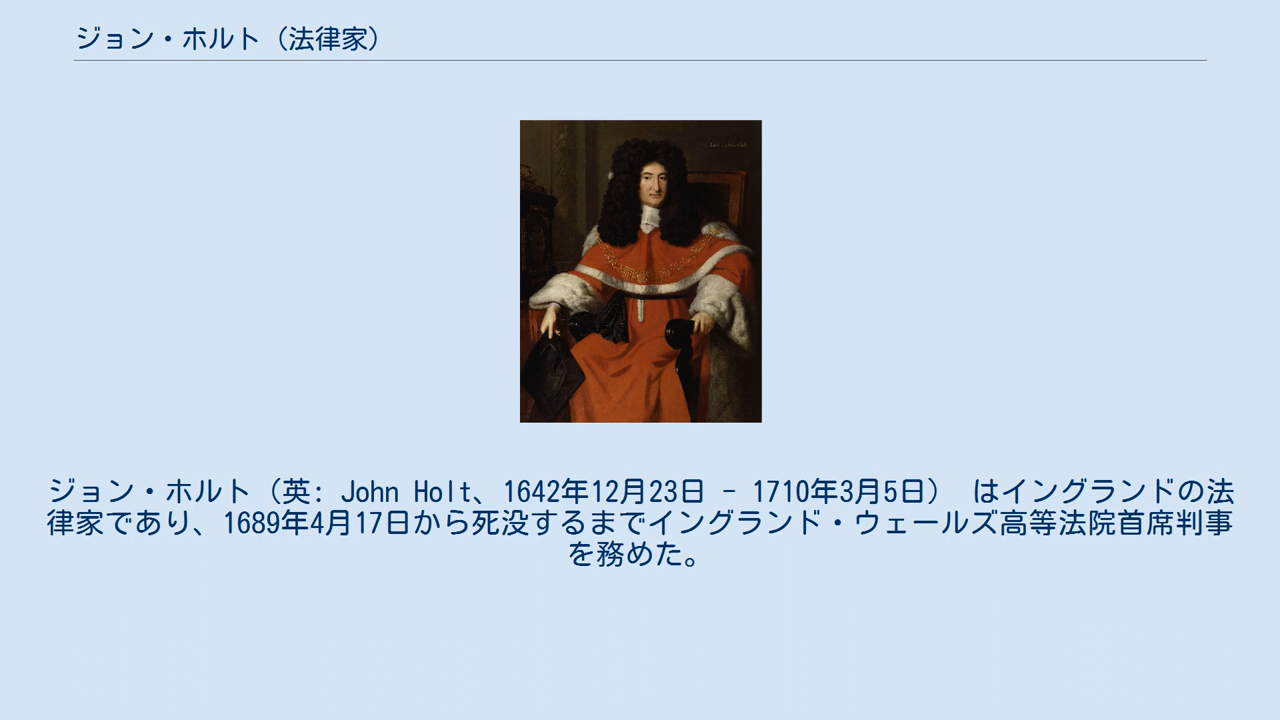 ジョン・ホルト（法律家）
ジョン・ホルト（英: John Holt、1642年12月23日 - 1710年3月5日） はイングランドの法
律家であり、1689年4月17日から死没するまでイングランド・ウェールズ高等法院首席判事
を務めた。